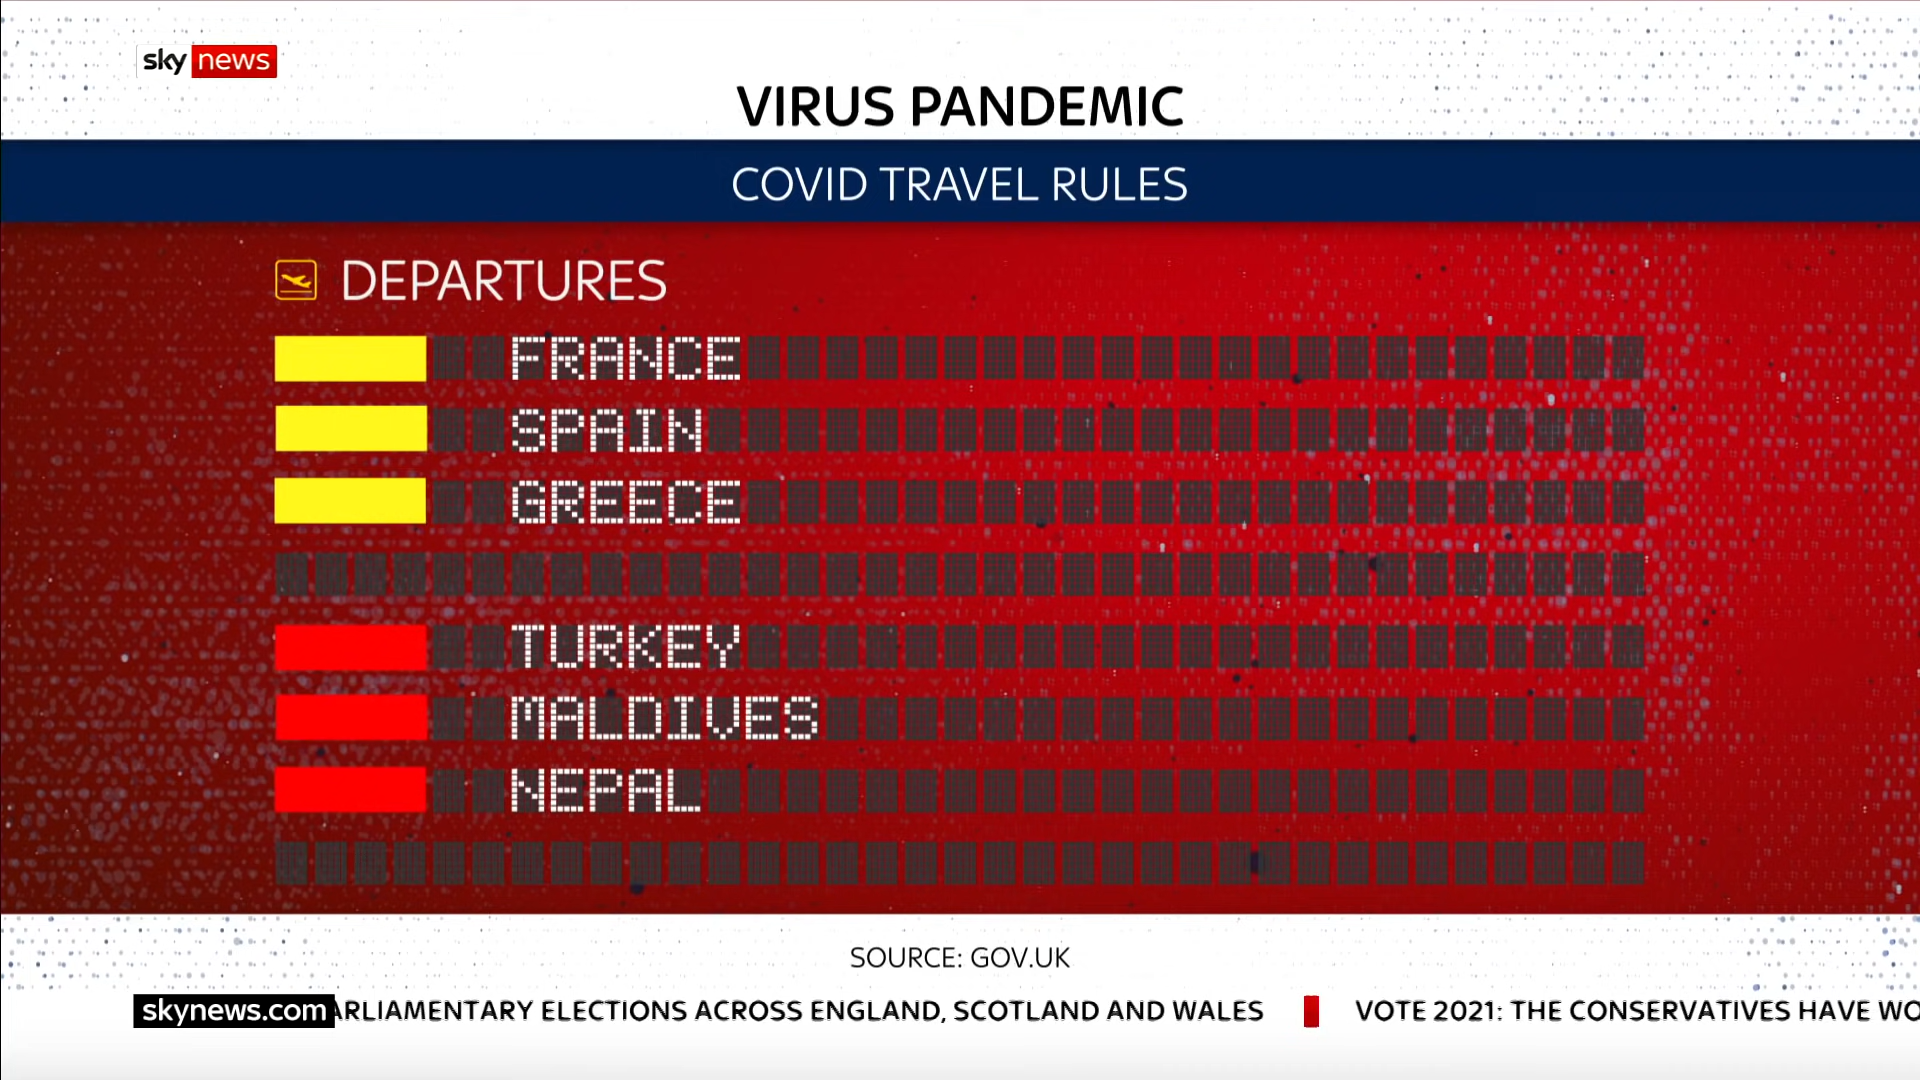 sky news
VIRUS PANDEMIC
COVID TRAVEL RULES
DEPARTURES
FRANCE
SPAIN
GREECE
TURKEY
MALDIVES
NEPAL
SOURCE: GOV.UK
skynews.com ARLIAMENTARY ELECTIONS ACROSS ENGLAND, SCOTLAND AND WALES VOTE 2021: THE CONSERVATIVES HAVE WO